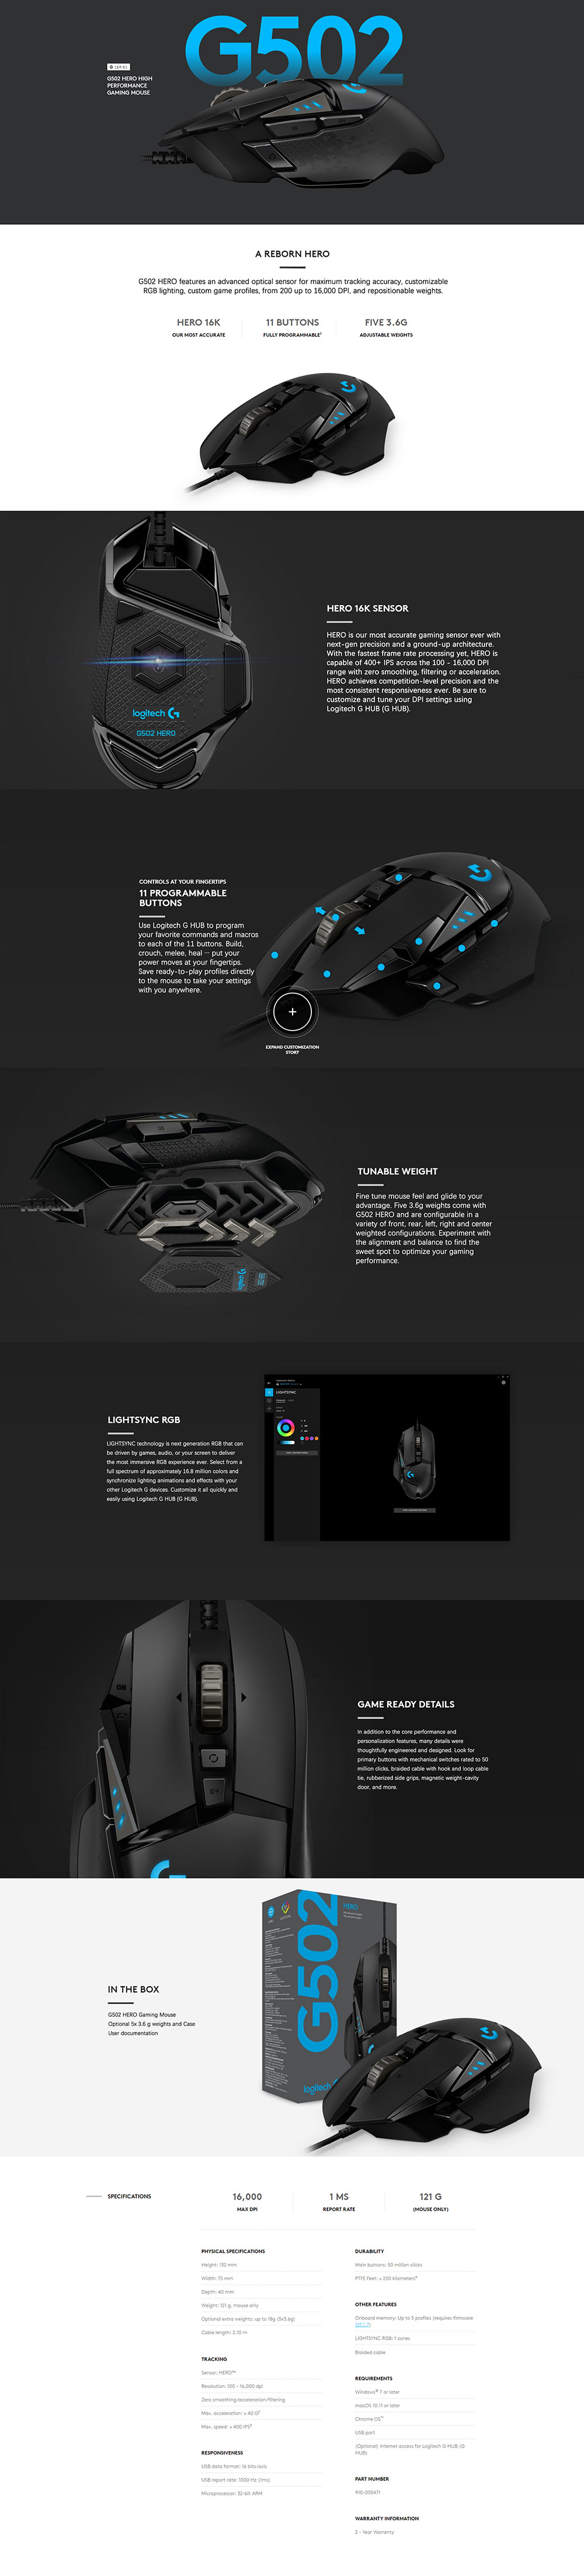 G502
G SERIES
G502 HERO HIGH
PERFORMANCE
GAMING MOUSE
A REBORN HERO
G502 HERO features an advanced optical sensor for maximum tracking accuracy, customizable
RGB lighting, custom game profiles, from 200 up to 16,000 DPI, and repositionable weights.
HERO 16K
OUR MOST ACCURATE
11 BUTTONS
FULLY PROGRAMMABLE
FIVE 3.6G
ADJUSTABLE WEIGHTS
HERO 16K SENSOR
HERO is our most accurate gaming sensor ever with
next-gen precision and a ground-up architecture.
With the fastest frame rate processing yet, HERO is
capable of 400+ IPS across the 100 - 16,000 DPI
range with zero smoothing, filtering or acceleration.
HERO achieves competition-level precision and the
most consistent responsiveness ever. Be sure to
customize and tune your DPI settings using
Logitech G HUB (G HUB).
logitech G
G502 HERO
CONTROLS AT YOUR FINGERTIPS
11 PROGRAMMABLE
BUTTONS
Use Logitech G HUB to program
your favorite commands and macros
to each of the 11 buttons. Build,
crouch, melee, heal -- put your
power moves at your fingertips.
Save ready-to-play profiles directly
to the mouse to take your settings
with you anywhere.
+
EXPAND CUSTOMIZATION
STORY
TUNABLE WEIGHT
Fine tune mouse feel and glide to your
advantage. Five 3.6g weights come with
G502 HERO and are configurable in a
variety of front, rear, left, right and center
weighted configurations. Experiment with
the alignment and balance to find the
sweet spot to optimize your gaming
performance.
logitech
LIGHTSYNC RGB
LIGHTSYNC technology is next generation RGB that can
be driven by games, audio, or your screen to deliver
the most immersive RGB experience ever. Select from a
full spectrum of approximately 16.8 million colors and
synchronize lighting animations and effects with your
other Logitech G devices. Customize it all quickly and
easily using Logitech G HUB (G HUB).
LIGHTSYNC
G8
G7
G9
GAME READY DETAILS
In addition to the core performance and
personalization features, many details were
thoughtfully engineered and designed. Look for
primary buttons with mechanical switches rated to 50
million clicks, braided cable with hook and loop cable
tie, rubberized side grips, magnetic weight-cavity
door, and more.
IN THE BOX
G502 HERO Gaming Mouse
Optional 5x 3.6 g weights and Case
User documentation
G502
HERO
logitech
SPECIFICATIONS
16,000
MAX DPI
1 MS
REPORT RATE
121 G
(MOUSE ONLY)
PHYSICAL SPECIFICATIONS
Height: 132 mm
Width: 75 mm
Depth: 40 mm
Weight: 121 g, mouse only
Optional extra weights: up to 18g (5x3.6g)
Cable length: 2.10 m
TRACKING
Sensor: HERO™
Resolution: 100 - 16,000 dpi
Zero smoothing/acceleration/filtering
Max. acceleration: > 40 G²
Max. speed: > 400 IPS²
RESPONSIVENESS
USB data format: 16 bits/axis
USB report rate: 1000 Hz (1ms)
Microprocessor: 32-bit ARM
DURABILITY
Main buttons: 50 million clicks
PTFE Feet: > 250 kilometers
OTHER FEATURES
Onboard memory: Up to 5 profiles (requires firmware
LIGHTSYNC RGB: 1 zones
Braided cable
REQUIREMENTS
Windows® 7 or later
macOS 10.11 or later
Chrome OS™
USB port
(Optional) Internet access for Logitech G HUB (G
HUB)
PART NUMBER
910-005471
WARRANTY INFORMATION
2 - Year Warranty